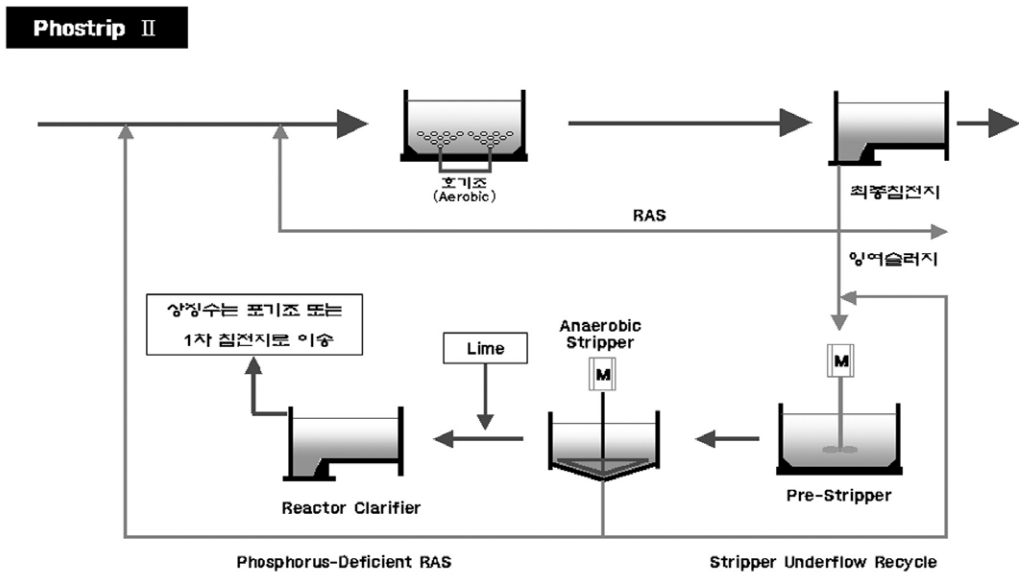 Phostrip Ⅱ
호기조
(Aerobic)
최종침전지
RAS
잉여슬러지
상징수는 포기조 또는
1차 침전지로 이송
Lime
Anaerobic
Stripper
M
M
Reactor Clarifier
Pre-Stripper
Phosphorus-Deficient RAS
Stripper Underflow Recycle